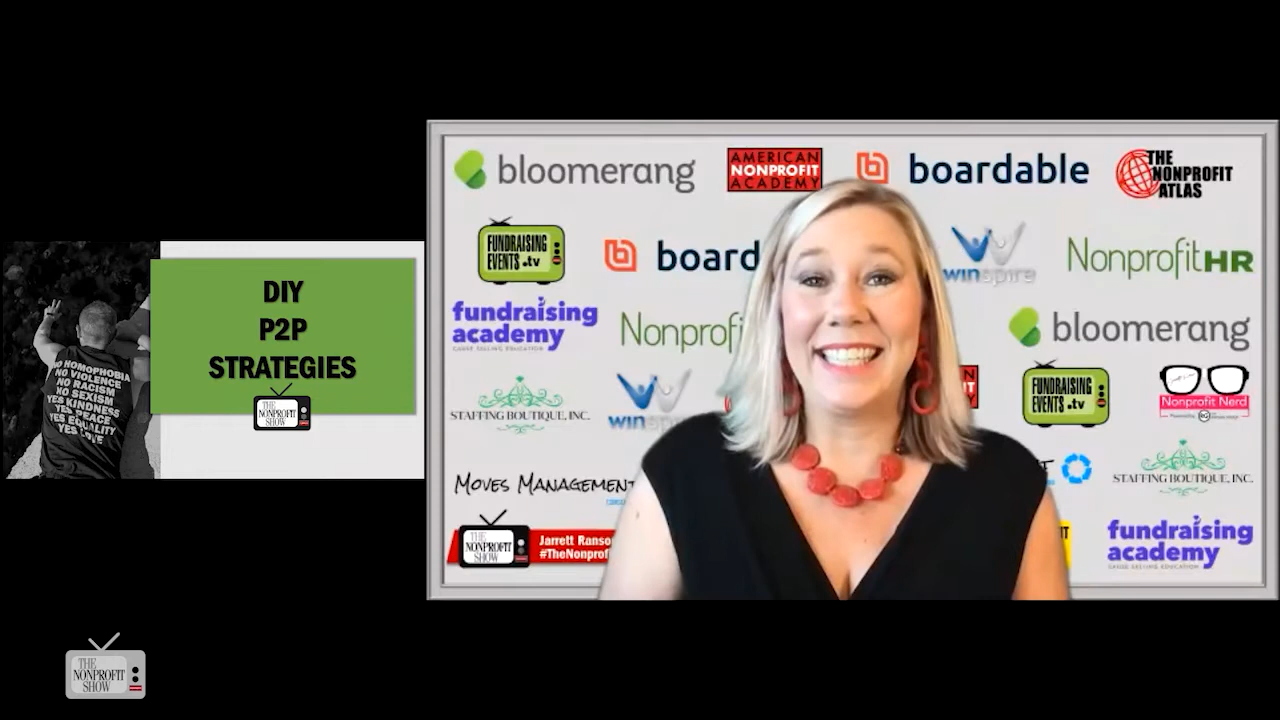 DIY
P2P
STRATEGIES
THE
NONPROFIT
SHOW
NO HOMOPHOBIA
NO VIOLENCE
NO RACISM
NO SEXISM
YES KINDNESS
YES PEACE
YES EQUALITY
YES LOVE
bloomerang
AMERICAN
NONPROFIT
ACADEMY
boardable
THE
NONPROFIT
ATLAS
FUNDRAISING
EVENTS.tv
board
winspire
NonprofitHR
fundraising
academy
CAUSE SELLING EDUCATION
Nonprofi
bloomerang
STAFFING BOUTIQUE, INC.
winspire
FUNDRAISING
EVENTS.tv
Nonprofit Nerd
MOVES MANAGEMENT
STAFFING BOUTIQUE, INC.
THE
NONPROFIT
SHOW
Jarrett Ranso
#TheNonprofi
fundraising
academy
CAUSE SELLING EDUCATION
THE
NONPROFIT
SHOW